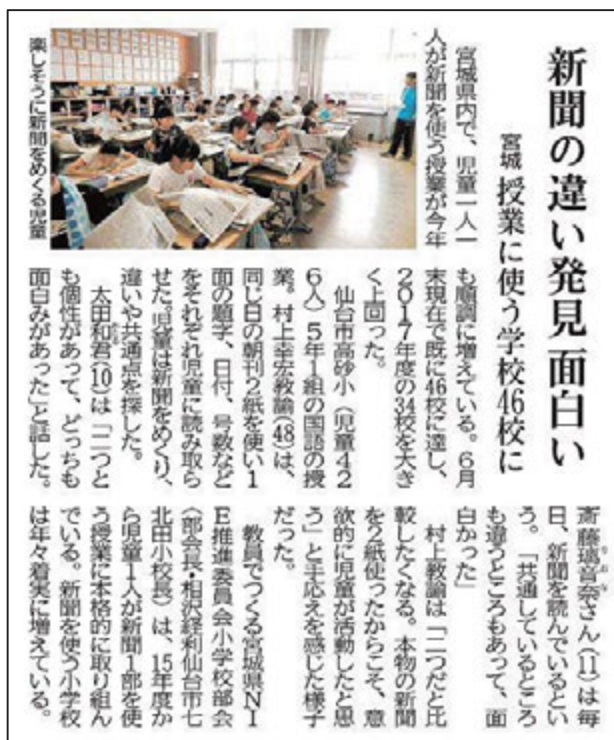 新聞の違い発見面白い
宮城 授業に使う学校46校に
楽しそうに新聞をめくる児童
宮城県内で、児童一人一
人が新聞を使う授業が今年
も順調に増えている。6月
末現在で既に46校に達し、
2017年度の34校を大き
く上回った。
仙台市高砂小(児童42
6人)5年1組の国語の授
業。村上幸宏教諭(48)は、
同じ日の朝刊2紙を使い1
面の題字、日付、号数など
をそれぞれ児童に読み取ら
せた。児童は新聞をめくり、
違いや共通点を探した。
太田和君(10)は「二つと
も個性があって、どっちも
面白みがあった」と話した。
斎藤璃音奈さん(11)は毎
日、新聞を読んでいるとい
う。「共通しているところ
も違うところもあって、面
白かった」
村上教諭は「二つだと比
較したくなる。本物の新聞
を2紙使ったからこそ、意
欲的に児童が活動したと思
う」と手応えを感じた様子
だった。
教員でつくる宮城県NI
E推進委員会小学校部会
(部会長・相沢経利仙台市七
北田小校長)は、15年度か
ら児童1人が新聞1部を使
う授業に本格的に取り組ん
でいる。新聞を使う小学校
は年々着実に増えている。